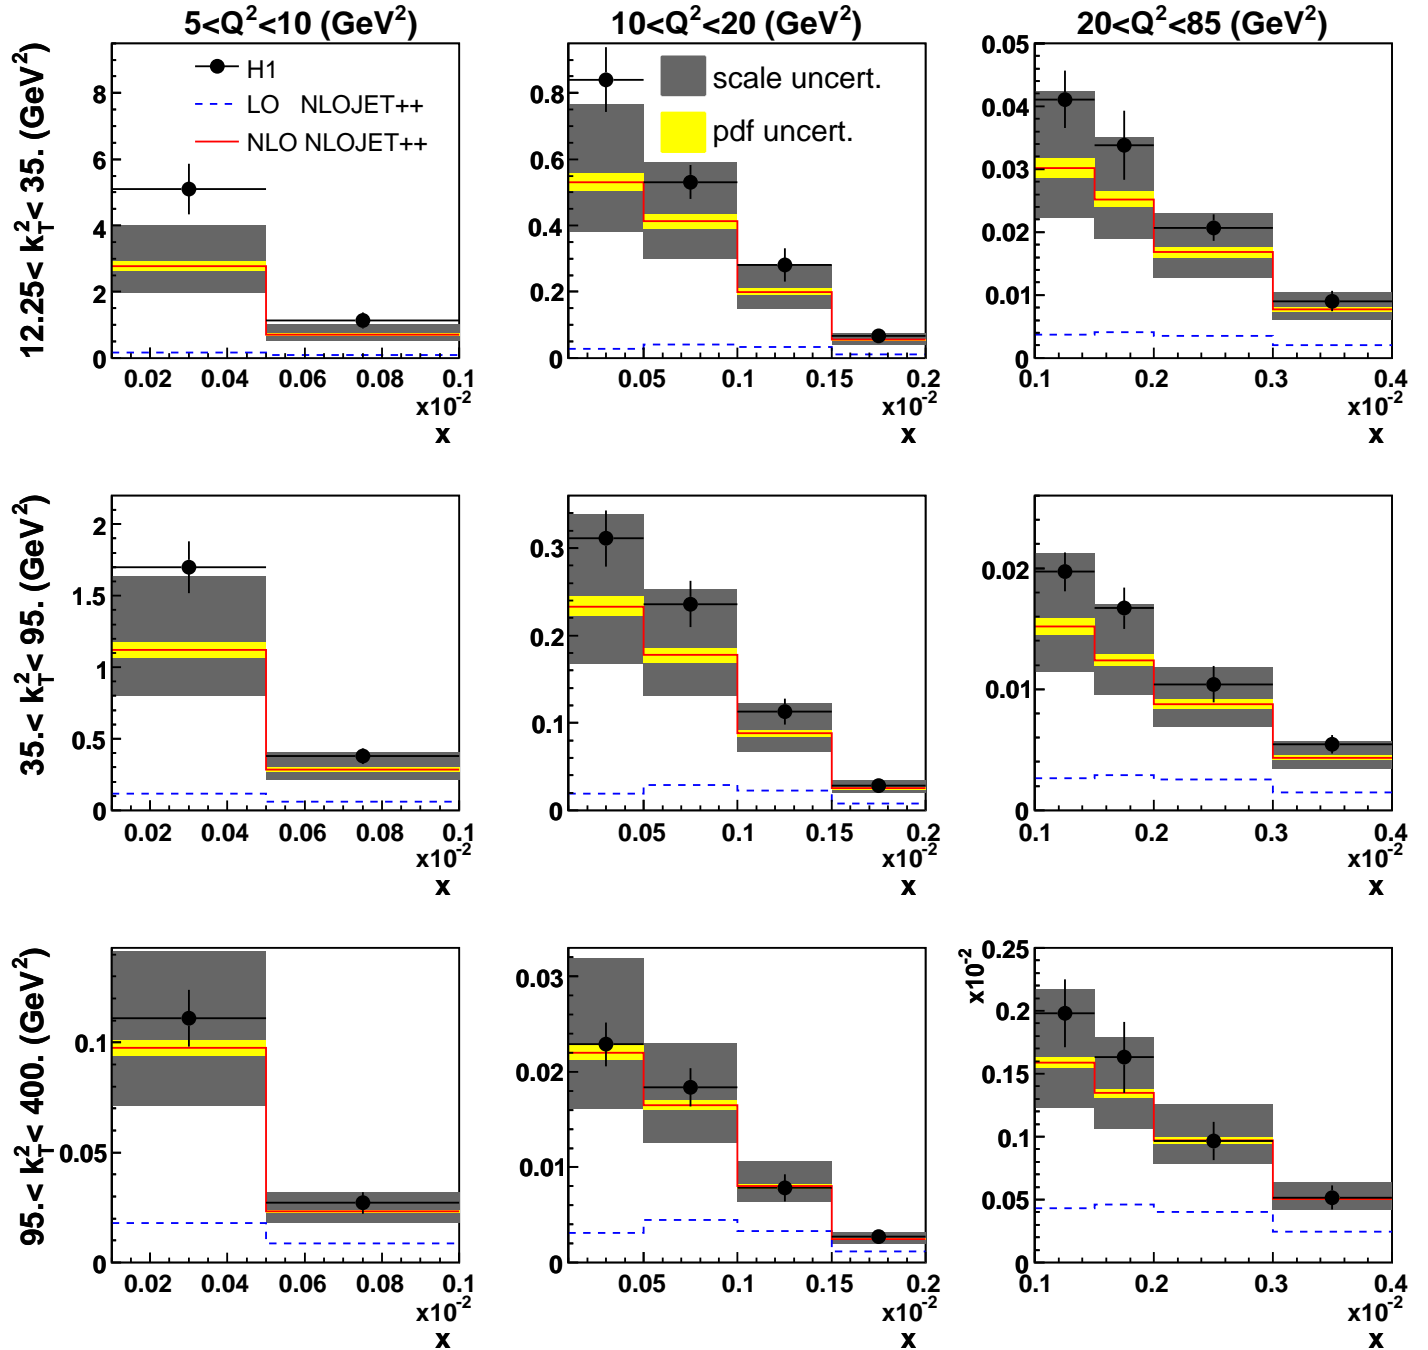 5<Q²<10 (GeV²)
10<Q²<20 (GeV²)
20<Q²<85 (GeV²)
12.25< k_T²< 35. (GeV²)
8
6
4
2
0
H1
LO NLOJET++
NLO NLOJET++
0.02 0.04 0.06 0.08 0.1
x10⁻²
x
0.8
0.6
0.4
0.2
0
scale uncert.
pdf uncert.
0.05 0.1 0.15 0.2
x10⁻²
x
0.05
0.04
0.03
0.02
0.01
0
0.1 0.2 0.3 0.4
x10⁻²
x
35.< k_T²< 95. (GeV²)
2
1.5
1
0.5
0
0.02 0.04 0.06 0.08 0.1
x10⁻²
x
0.3
0.2
0.1
0
0.05 0.1 0.15 0.2
x10⁻²
x
0.02
0.01
0
0.1 0.2 0.3 0.4
x10⁻²
x
95.< k_T²< 400. (GeV²)
0.1
0.05
0
0.02 0.04 0.06 0.08 0.1
x10⁻²
x
0.03
0.02
0.01
0
0.05 0.1 0.15 0.2
x10⁻²
x
x10⁻²
0.25
0.2
0.15
0.1
0.05
0
0.1 0.2 0.3 0.4
x10⁻²
x